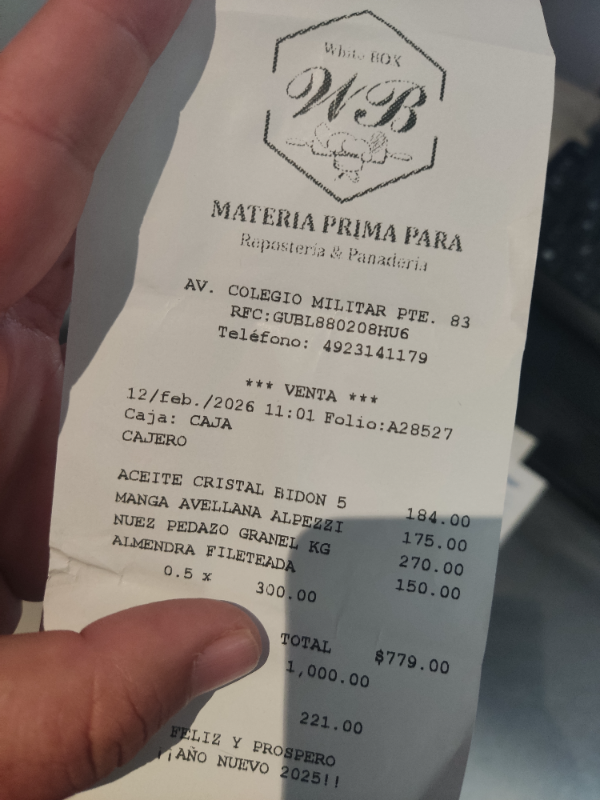 White BOX
WB
MATERIA PRIMA PARA
Reposteria & Panaderia
AV. COLEGIO MILITAR PTE. 83
RFC:GUBL880208HU6
Teléfono: 4923141179
*** VENTA ***
12/feb./2026 11:01 Folio:A28527
Caja: CAJA
CAJERO
ACEITE CRISTAL BIDON 5 184.00
MANGA AVELLANA ALPEZZI 175.00
NUEZ PEDAZO GRANEL KG 270.00
ALMENDRA FILETEADA 150.00
0.5 x 300.00
TOTAL $779.00
1,000.00
221.00
FELIZ Y PROSPERO
¡¡AÑO NUEVO 2025!!